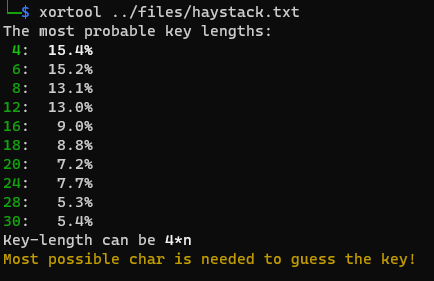 └─$ xortool ../files/haystack.txt
The most probable key lengths:
 4:  15.4%
 6:  15.2%
 8:  13.1%
12:  13.0%
16:   9.0%
18:   8.8%
20:   7.2%
24:   7.7%
28:   5.3%
30:   5.4%
Key-length can be 4*n
Most possible char is needed to guess the key!